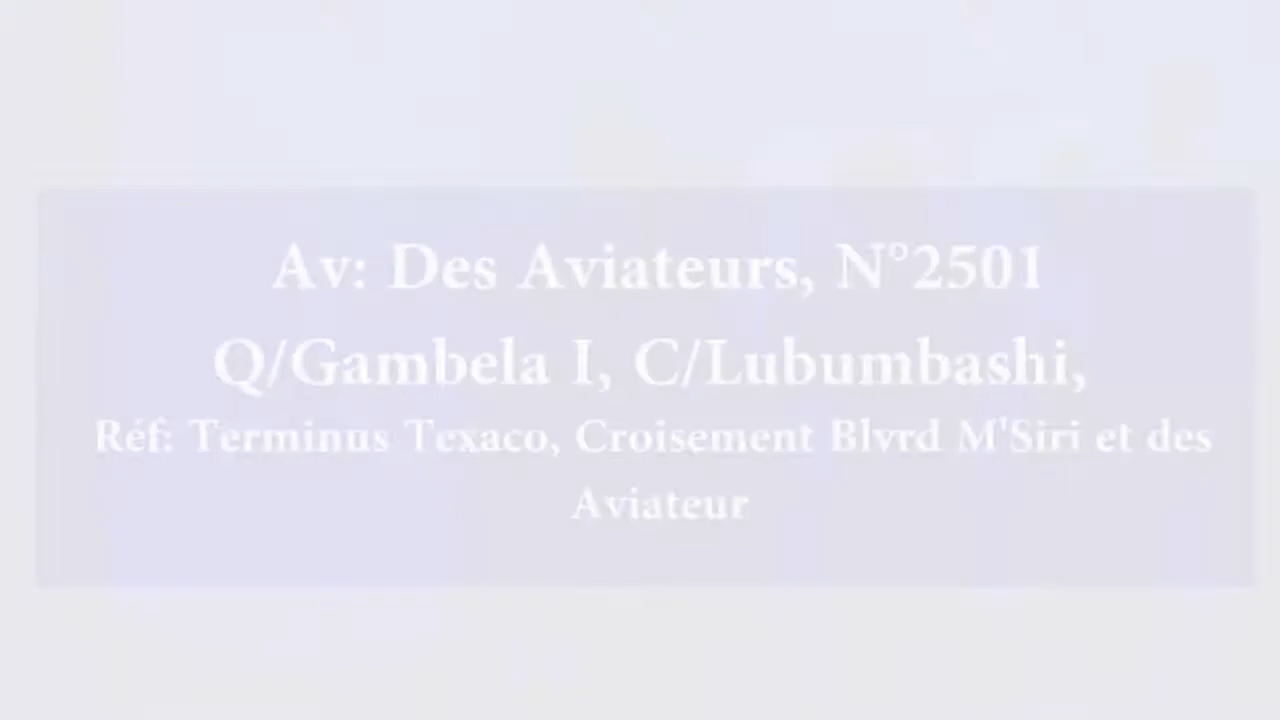 Av: Des Aviateurs, N°2501
Q/Gambela I, C/Lubumbashi,
Réf: Terminus Texaco, Croisement Blvrd M'Siri et des
Aviateur